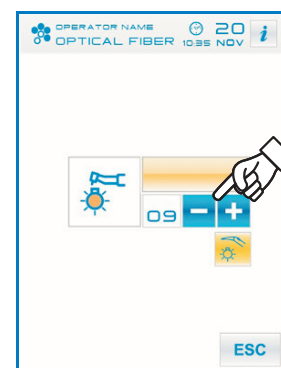 OPERATOR NAME
OPTICAL FIBER
10:35
20
NOV
i
09
- +
ESC